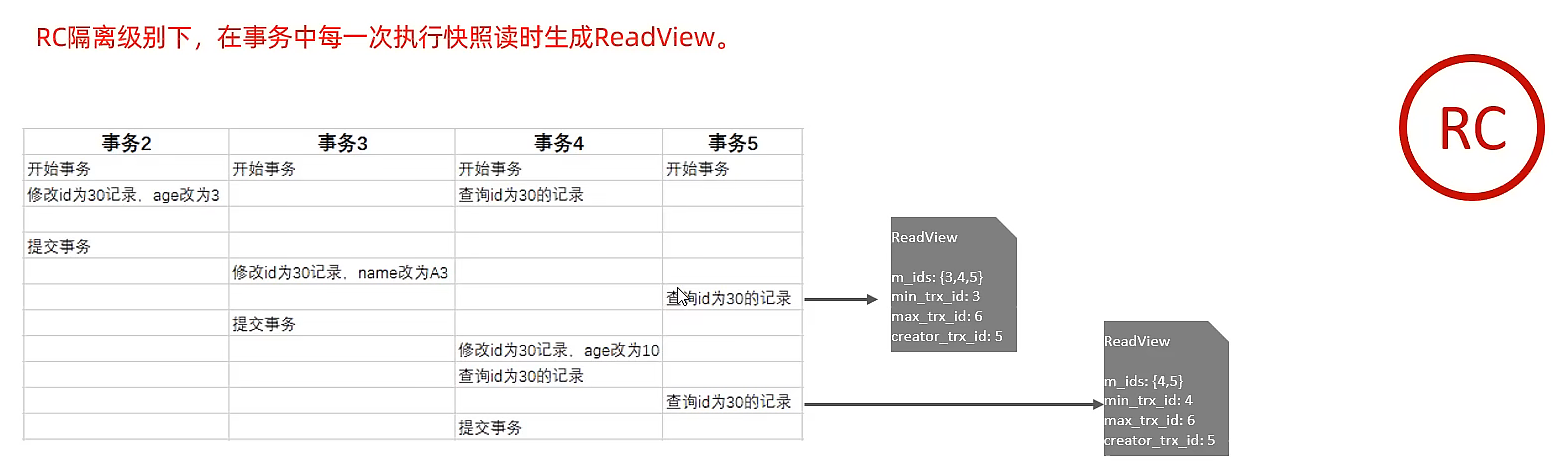 RC隔离级别下，在事务中每一次执行快照读时生成ReadView。
RC
事务2 事务3 事务4 事务5
开始事务 开始事务 开始事务 开始事务
修改id为30记录，age改为3 查询id为30的记录
提交事务
修改id为30记录，name改为A3
查询id为30的记录
提交事务
修改id为30记录，age改为10
查询id为30的记录
查询id为30的记录
提交事务
ReadView
m_ids: {3,4,5}
min_trx_id: 3
max_trx_id: 6
creator_trx_id: 5
ReadView
m_ids: {4,5}
min_trx_id: 4
max_trx_id: 6
creator_trx_id: 5